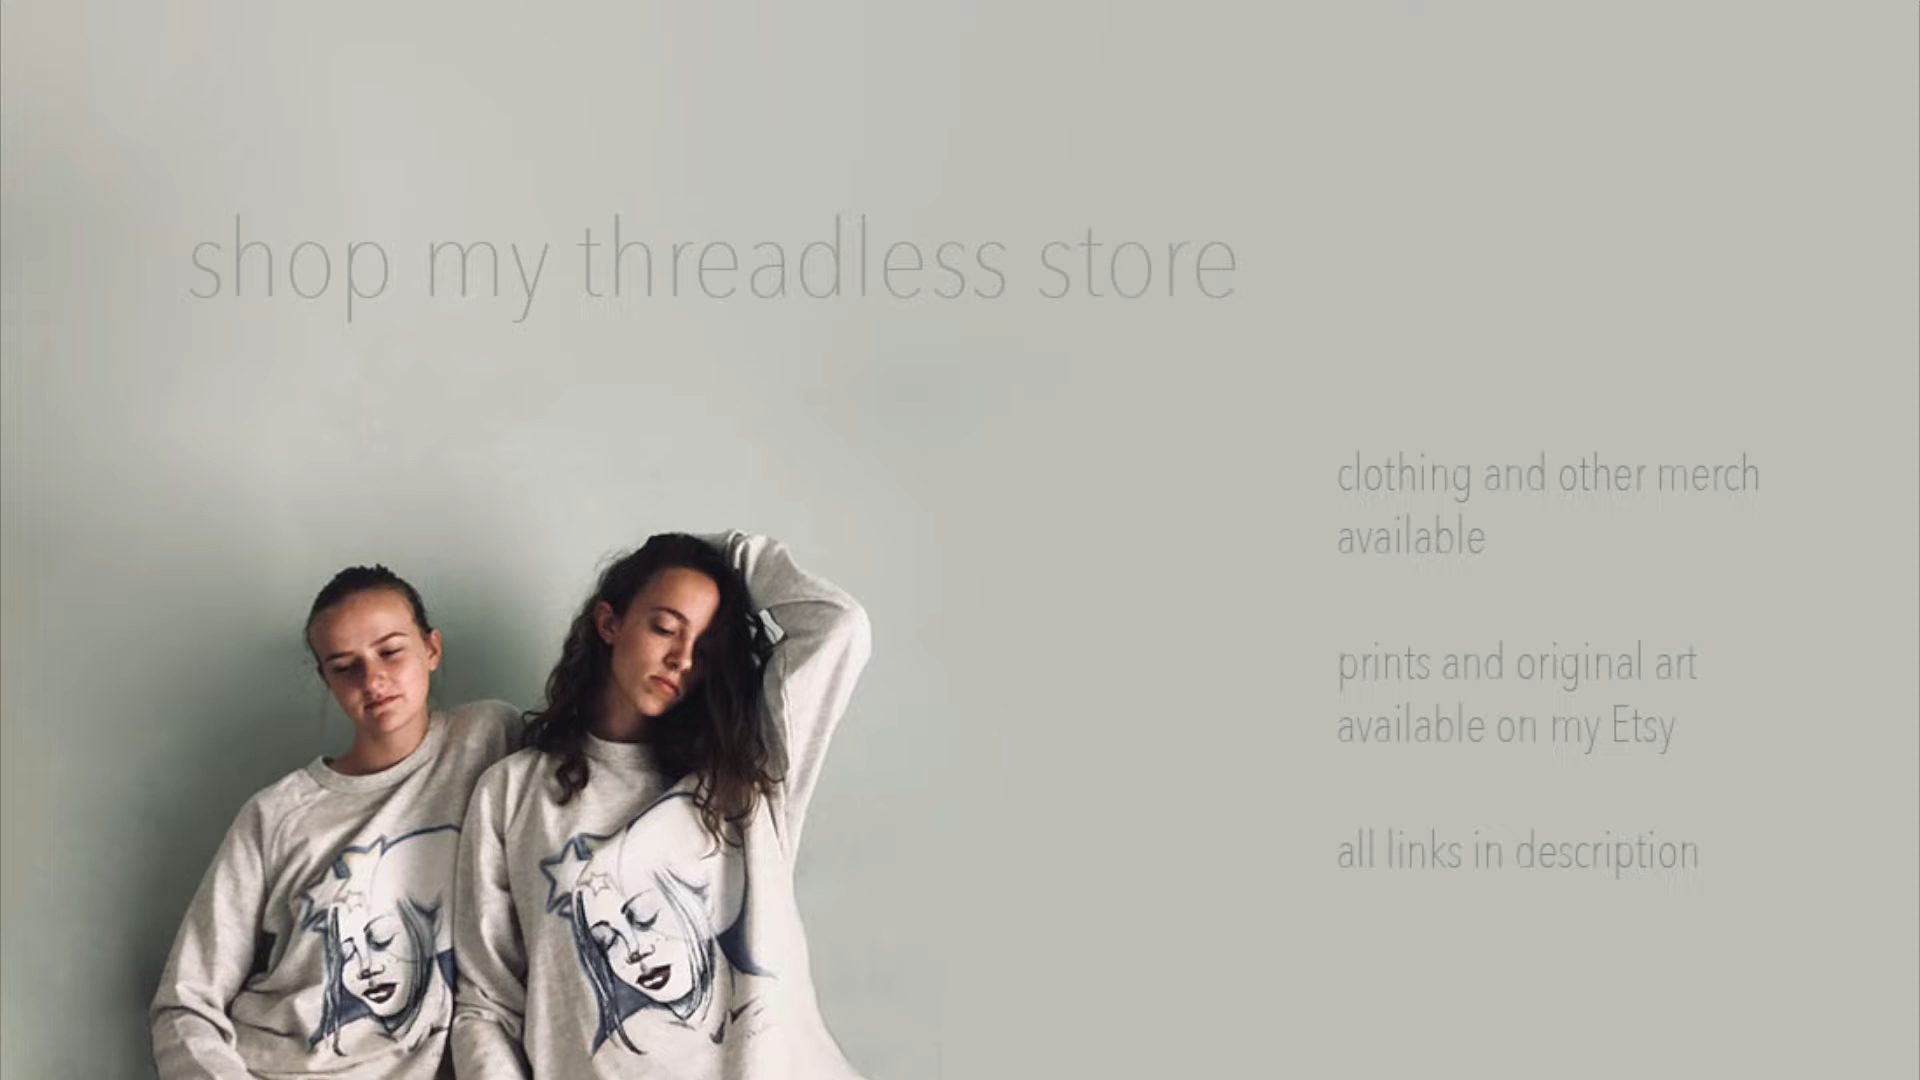 shop my threadless store
clothing and other merch
available
prints and original art
available on my Etsy
all links in description